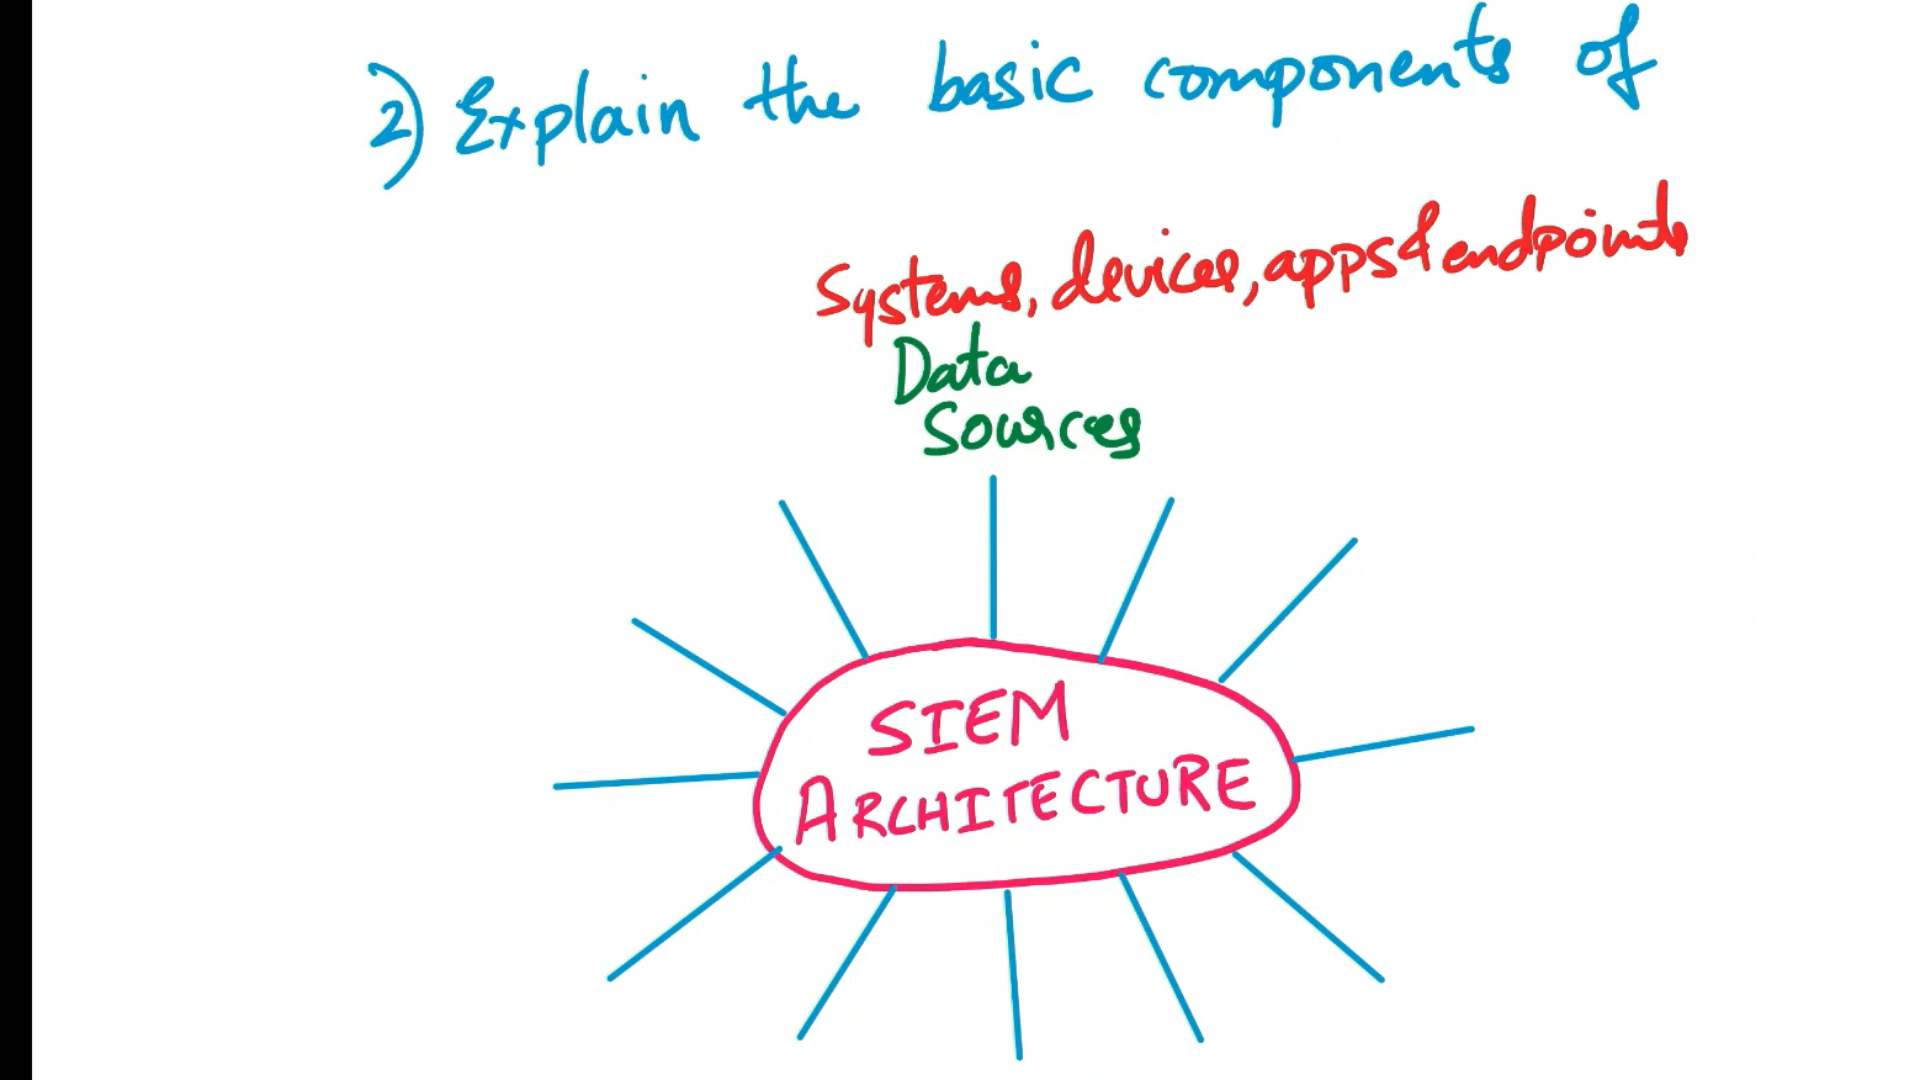 2) Explain the basic components of
Systems, devices, apps & endpoints
Data
Sources
SIEM
ARCHITECTURE